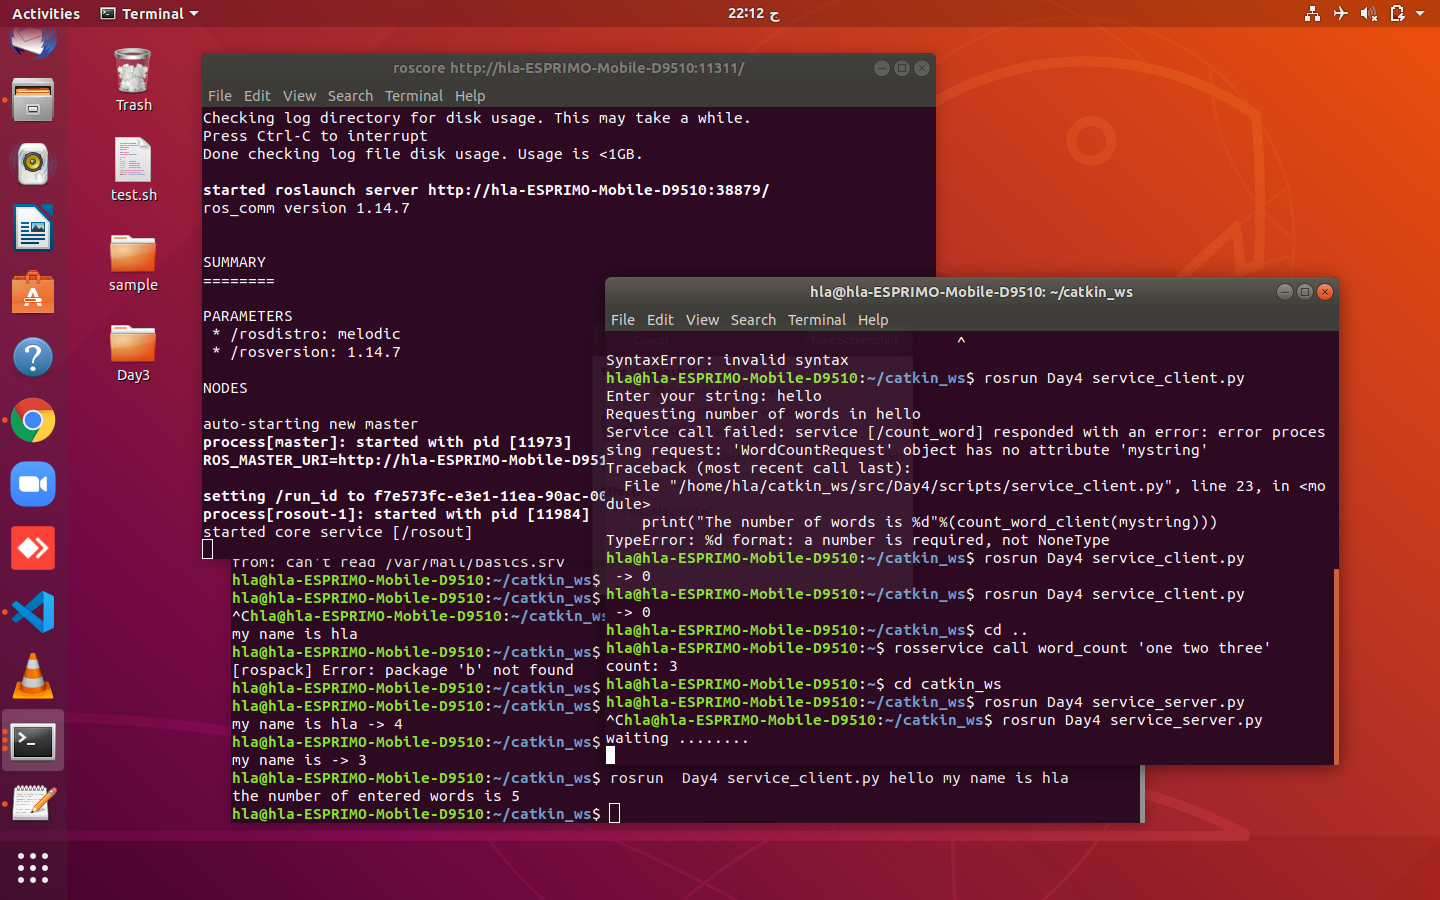 Activities
Terminal
22:12 ح
Trash
test.sh
sample
Day3
roscore http://hla-ESPRIMO-Mobile-D9510:11311/
File Edit View Search Terminal Help
Checking log directory for disk usage. This may take a while.
Press Ctrl-C to interrupt
Done checking log file disk usage. Usage is <1GB.
started roslaunch server http://hla-ESPRIMO-Mobile-D9510:38879/
ros_comm version 1.14.7
SUMMARY
========
PARAMETERS
* /rosdistro: melodic
* /rosversion: 1.14.7
NODES
auto-starting new master
process[master]: started with pid [11973]
ROS_MASTER_URI=http://hla-ESPRIMO-Mobile-D951
setting /run_id to f7e573fc-e3e1-11ea-90ac-00
process[rosout-1]: started with pid [11984]
started core service [/rosout]
from: can't read /var/mail/basics.srv
hla@hla-ESPRIMO-Mobile-D9510:~/catkin_ws$
hla@hla-ESPRIMO-Mobile-D9510:~/catkin_ws$
^Chla@hla-ESPRIMO-Mobile-D9510:~/catkin_ws
my name is hla
hla@hla-ESPRIMO-Mobile-D9510:~/catkin_ws$
[rospack] Error: package 'b' not found
hla@hla-ESPRIMO-Mobile-D9510:~/catkin_ws$
hla@hla-ESPRIMO-Mobile-D9510:~/catkin_ws$
my name is hla -> 4
hla@hla-ESPRIMO-Mobile-D9510:~/catkin_ws$
my name is -> 3
hla@hla-ESPRIMO-Mobile-D9510:~/catkin_ws$ rosrun  Day4 service_client.py hello my name is hla
the number of entered words is 5
hla@hla-ESPRIMO-Mobile-D9510:~/catkin_ws$
hla@hla-ESPRIMO-Mobile-D9510: ~/catkin_ws
File Edit View Search Terminal Help
^
SyntaxError: invalid syntax
hla@hla-ESPRIMO-Mobile-D9510:~/catkin_ws$ rosrun Day4 service_client.py
Enter your string: hello
Requesting number of words in hello
Service call failed: service [/count_word] responded with an error: error proces
sing request: 'WordCountRequest' object has no attribute 'mystring'
Traceback (most recent call last):
File "/home/hla/catkin_ws/src/Day4/scripts/service_client.py", line 23, in <mo
dule>
print("The number of words is %d"%(count_word_client(mystring)))
TypeError: %d format: a number is required, not NoneType
hla@hla-ESPRIMO-Mobile-D9510:~/catkin_ws$ rosrun Day4 service_client.py
-> 0
hla@hla-ESPRIMO-Mobile-D9510:~/catkin_ws$ rosrun Day4 service_client.py
-> 0
hla@hla-ESPRIMO-Mobile-D9510:~/catkin_ws$ cd ..
hla@hla-ESPRIMO-Mobile-D9510:~$ rosservice call word_count 'one two three'
count: 3
hla@hla-ESPRIMO-Mobile-D9510:~$ cd catkin_ws
hla@hla-ESPRIMO-Mobile-D9510:~/catkin_ws$ rosrun Day4 service_server.py
^Chla@hla-ESPRIMO-Mobile-D9510:~/catkin_ws$ rosrun Day4 service_server.py
waiting ........